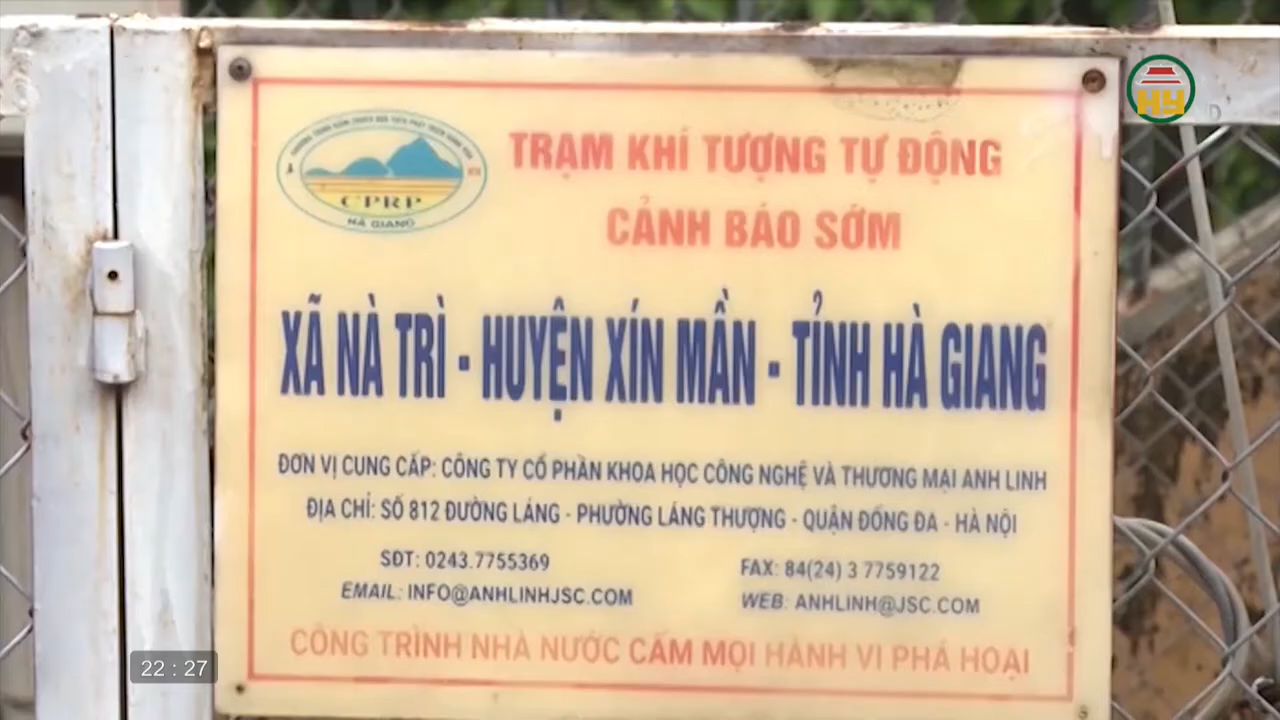 HY
TRẠM KHÍ TƯỢNG TỰ ĐỘNG
CẢNH BÁO SỚM
CPRP
HÀ GIANG
XÃ NÀ TRÌ - HUYỆN XÍN MẦN - TỈNH HÀ GIANG
ĐƠN VỊ CUNG CẤP: CÔNG TY CỔ PHẦN KHOA HỌC CÔNG NGHỆ VÀ THƯƠNG MẠI ANH LINH
ĐỊA CHỈ: SỐ 812 ĐƯỜNG LÁNG - PHƯỜNG LÁNG THƯỢNG - QUẬN ĐỐNG ĐA - HÀ NỘI
SĐT: 0243.7755369
FAX: 84(24) 3 7759122
EMAIL: INFO@ANHLINHJSC.COM
WEB: ANHLINH@JSC.COM
CÔNG TRÌNH NHÀ NƯỚC CẤM MỌI HÀNH VI PHÁ HOẠI
22 : 27